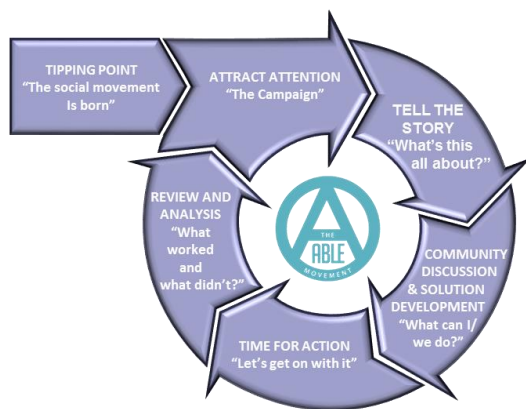 TIPPING POINT
“The social movement
Is born”
ATTRACT ATTENTION
“The Campaign”
TELL THE
STORY
“What’s this
all about?”
COMMUNITY
DISCUSSION
& SOLUTION
DEVELOPMENT
“What can I/
we do?”
TIME FOR ACTION
“Let’s get on with it”
REVIEW AND
ANALYSIS
“What
worked
and
what didn’t?”
A
THE
ABLE
MOVEMENT